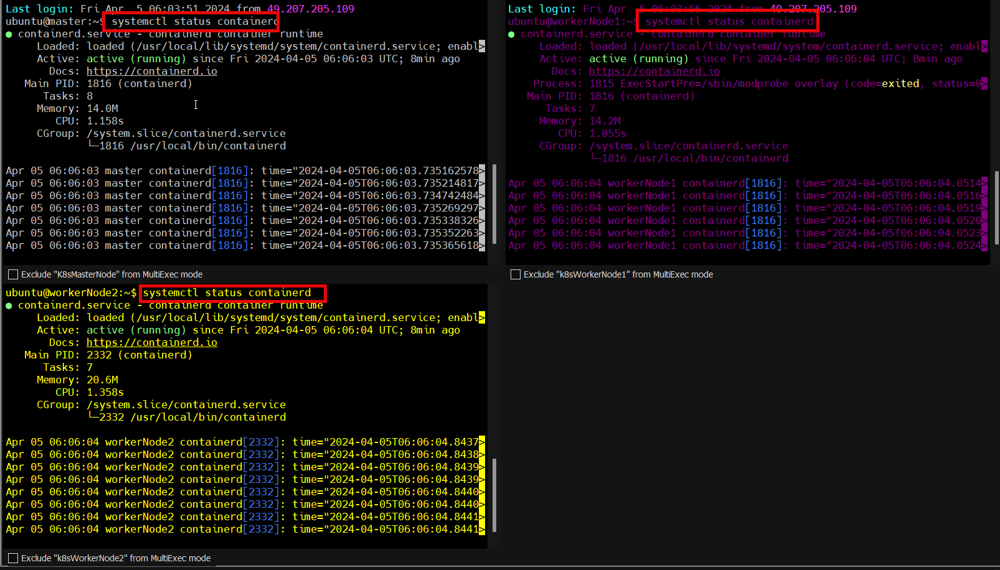 Last login: Fri Apr  5 06:03:51 2024 from 49.207.205.109
ubuntu@master:~$ systemctl status containerd
● containerd.service - containerd container runtime
Loaded: loaded (/usr/local/lib/systemd/system/containerd.service; enabl>
Active: active (running) since Fri 2024-04-05 06:06:03 UTC; 8min ago
Docs: https://containerd.io
Main PID: 1816 (containerd)
Tasks: 8
Memory: 14.0M
CPU: 1.158s
CGroup: /system.slice/containerd.service
└─1816 /usr/local/bin/containerd
Apr 05 06:06:03 master containerd[1816]: time="2024-04-05T06:06:03.735162578>
Apr 05 06:06:03 master containerd[1816]: time="2024-04-05T06:06:03.735214817>
Apr 05 06:06:03 master containerd[1816]: time="2024-04-05T06:06:03.734742484>
Apr 05 06:06:03 master containerd[1816]: time="2024-04-05T06:06:03.735269297>
Apr 05 06:06:03 master containerd[1816]: time="2024-04-05T06:06:03.735338326>
Apr 05 06:06:03 master containerd[1816]: time="2024-04-05T06:06:03.735352263>
Apr 05 06:06:03 master containerd[1816]: time="2024-04-05T06:06:03.735365618>
Exclude "K8sMasterNode" from MultiExec mode
Last login: Fri Apr  5 06:03:56 2024 from 49.207.205.109
ubuntu@workerNode1:~$ systemctl status containerd
● containerd.service - containerd container runtime
Loaded: loaded (/usr/local/lib/systemd/system/containerd.service; enabl>
Active: active (running) since Fri 2024-04-05 06:06:04 UTC; 8min ago
Docs: https://containerd.io
Process: 1815 ExecStartPre=/sbin/modprobe overlay (code=exited, status=0>
Main PID: 1816 (containerd)
Tasks: 7
Memory: 14.2M
CPU: 1.055s
CGroup: /system.slice/containerd.service
└─1816 /usr/local/bin/containerd
Apr 05 06:06:04 workerNode1 containerd[1816]: time="2024-04-05T06:06:04.0514>
Apr 05 06:06:04 workerNode1 containerd[1816]: time="2024-04-05T06:06:04.0516>
Apr 05 06:06:04 workerNode1 containerd[1816]: time="2024-04-05T06:06:04.0519>
Apr 05 06:06:04 workerNode1 containerd[1816]: time="2024-04-05T06:06:04.0520>
Apr 05 06:06:04 workerNode1 containerd[1816]: time="2024-04-05T06:06:04.0523>
Apr 05 06:06:04 workerNode1 containerd[1816]: time="2024-04-05T06:06:04.0524>
Exclude "k8sWorkerNode1" from MultiExec mode
ubuntu@workerNode2:~$ systemctl status containerd
● containerd.service - containerd container runtime
Loaded: loaded (/usr/local/lib/systemd/system/containerd.service; enabl>
Active: active (running) since Fri 2024-04-05 06:06:04 UTC; 8min ago
Docs: https://containerd.io
Main PID: 2332 (containerd)
Tasks: 7
Memory: 20.6M
CPU: 1.358s
CGroup: /system.slice/containerd.service
└─2332 /usr/local/bin/containerd
Apr 05 06:06:04 workerNode2 containerd[2332]: time="2024-04-05T06:06:04.8437>
Apr 05 06:06:04 workerNode2 containerd[2332]: time="2024-04-05T06:06:04.8438>
Apr 05 06:06:04 workerNode2 containerd[2332]: time="2024-04-05T06:06:04.8439>
Apr 05 06:06:04 workerNode2 containerd[2332]: time="2024-04-05T06:06:04.8439>
Apr 05 06:06:04 workerNode2 containerd[2332]: time="2024-04-05T06:06:04.8440>
Apr 05 06:06:04 workerNode2 containerd[2332]: time="2024-04-05T06:06:04.8440>
Apr 05 06:06:04 workerNode2 containerd[2332]: time="2024-04-05T06:06:04.8441>
Apr 05 06:06:04 workerNode2 containerd[2332]: time="2024-04-05T06:06:04.8441>
Exclude "k8sWorkerNode2" from MultiExec mode